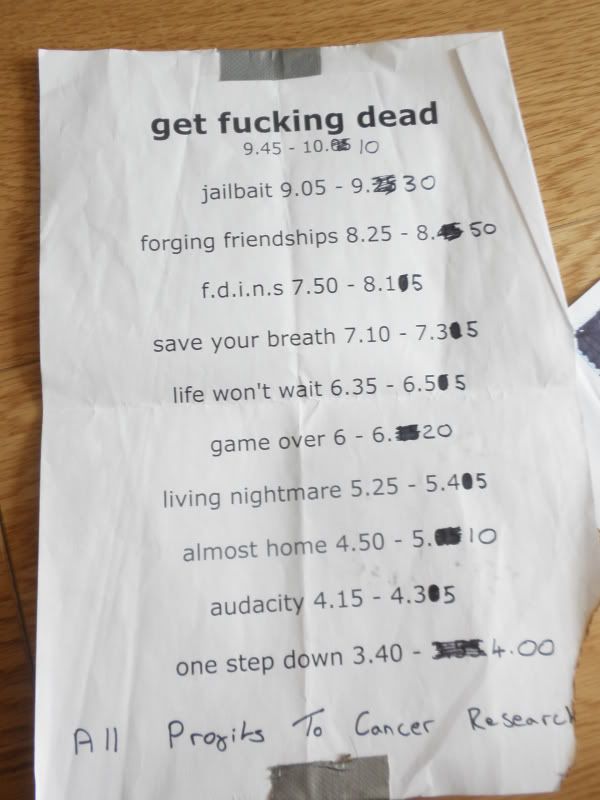 get fucking dead
9.45 - 10. 10
jailbait 9.05 - 9. 30
forging friendships 8.25 - 8. 50
f.d.i.n.s 7.50 - 8.15
save your breath 7.10 - 7.35
life won't wait 6.35 - 6.55
game over 6 - 6. 20
living nightmare 5.25 - 5.45
almost home 4.50 - 5. 10
audacity 4.15 - 4.35
one step down 3.40 - 4.00
All Profits To Cancer Research